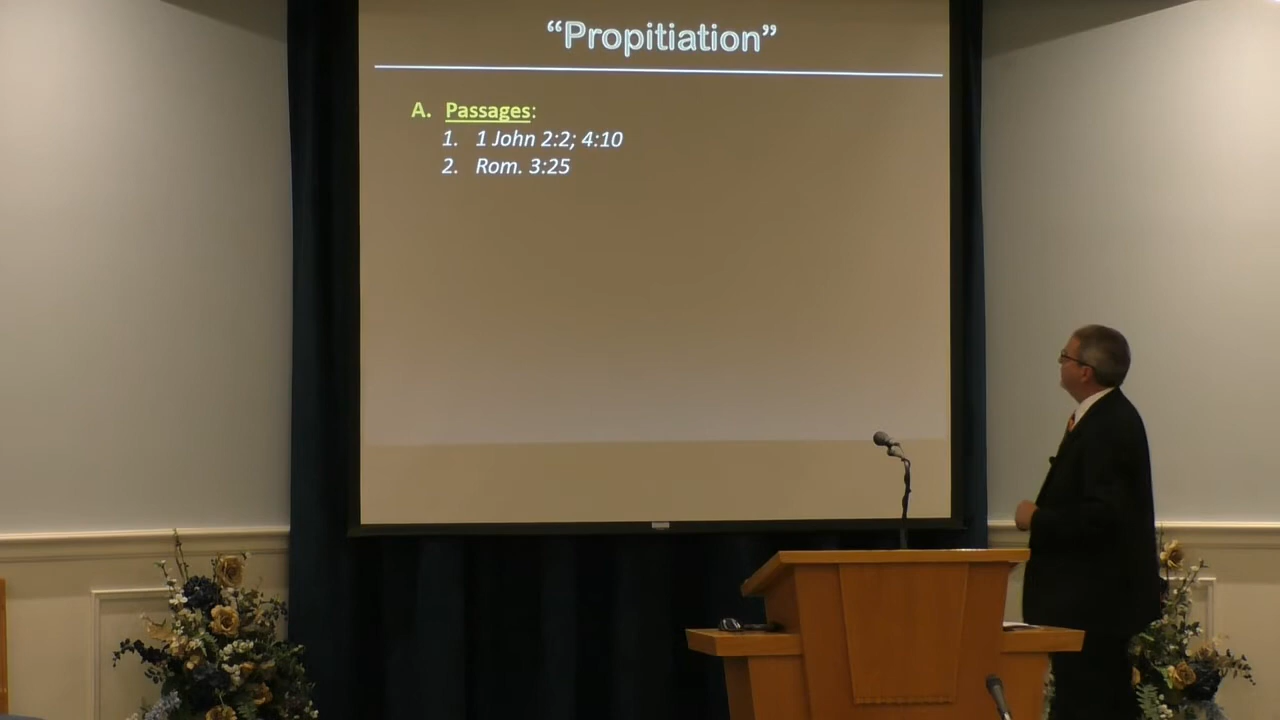 “Propitiation”
A. Passages:
1. 1 John 2:2; 4:10
2. Rom. 3:25